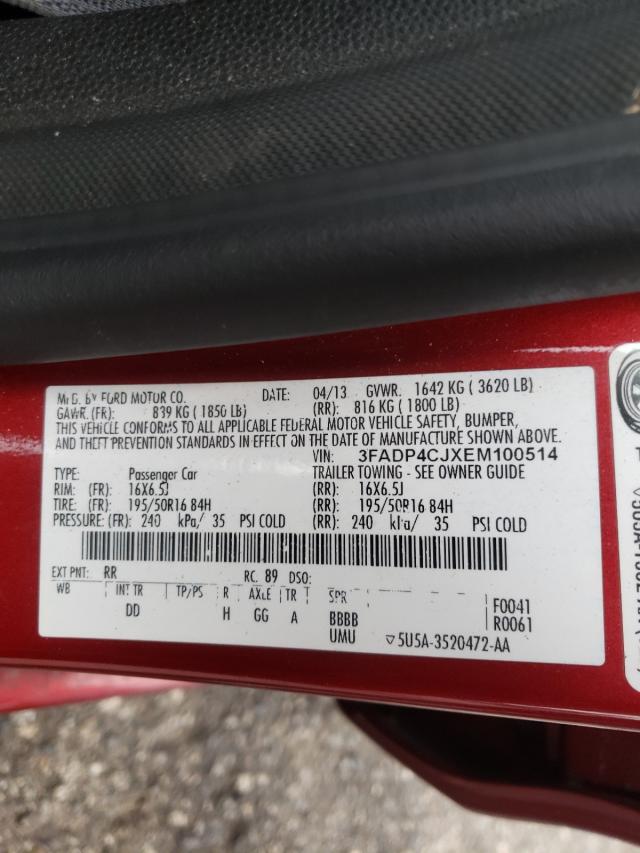 MFD. BY FORD MOTOR CO. DATE: 04/13 GVWR. 1642 KG ( 3620 LB)
GAWR. (FR): 839 KG ( 1850 LB) (RR): 816 KG ( 1800 LB)
THIS VEHICLE CONFORMS TO ALL APPLICABLE FEDERAL MOTOR VEHICLE SAFETY, BUMPER,
AND THEFT PREVENTION STANDARDS IN EFFECT ON THE DATE OF MANUFACTURE SHOWN ABOVE.
VIN: 3FADP4CJXEM100514
TYPE: Passenger Car TRAILER TOWING - SEE OWNER GUIDE
RIM: (FR) 16X6.5J (RR): 16X6.5J
TIRE: (FR) 195/50R16 84H (RR): 195/50R16 84H
PRESSURE: (FR) 240 kPa/ 35 PSI COLD (RR): 240 kPa/ 35 PSI COLD
EXT PNT: RR RC. 89 DSO:
WB INT TR TP/PS R AXLE TR SPR
DD H GG A BBBB F0041
UMU R0061
▽5U5A-3520472-AA